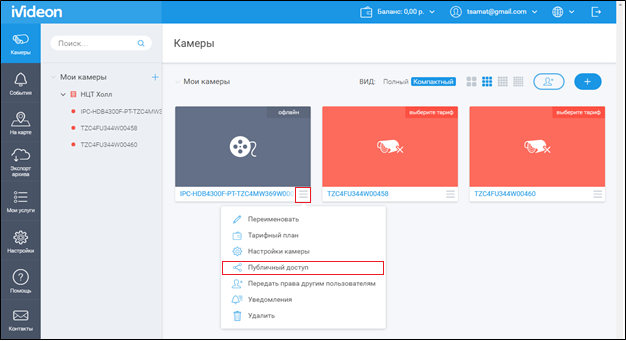 iVideon
Баланс: 0,00 р.
tsamat@gmail.com
Камеры
События
На карте
Экспорт
архива
Мои услуги
Настройки
Помощь
Контакты
Поиск...
Мои камеры
НЦТ Холл
IPC-HDB4300F-PT-TZC4MW3
TZC4FU344W00458
TZC4FU344W00460
Камеры
Мои камеры
ВИД: Полный Компактный
офлайн
выберите тариф
выберите тариф
IPC-HDB4300F-PT-TZC4MW369W00
TZC4FU344W00458
TZC4FU344W00460
Переименовать
Тарифный план
Настройки камеры
Публичный доступ
Передать права другим пользователям
Уведомления
Удалить